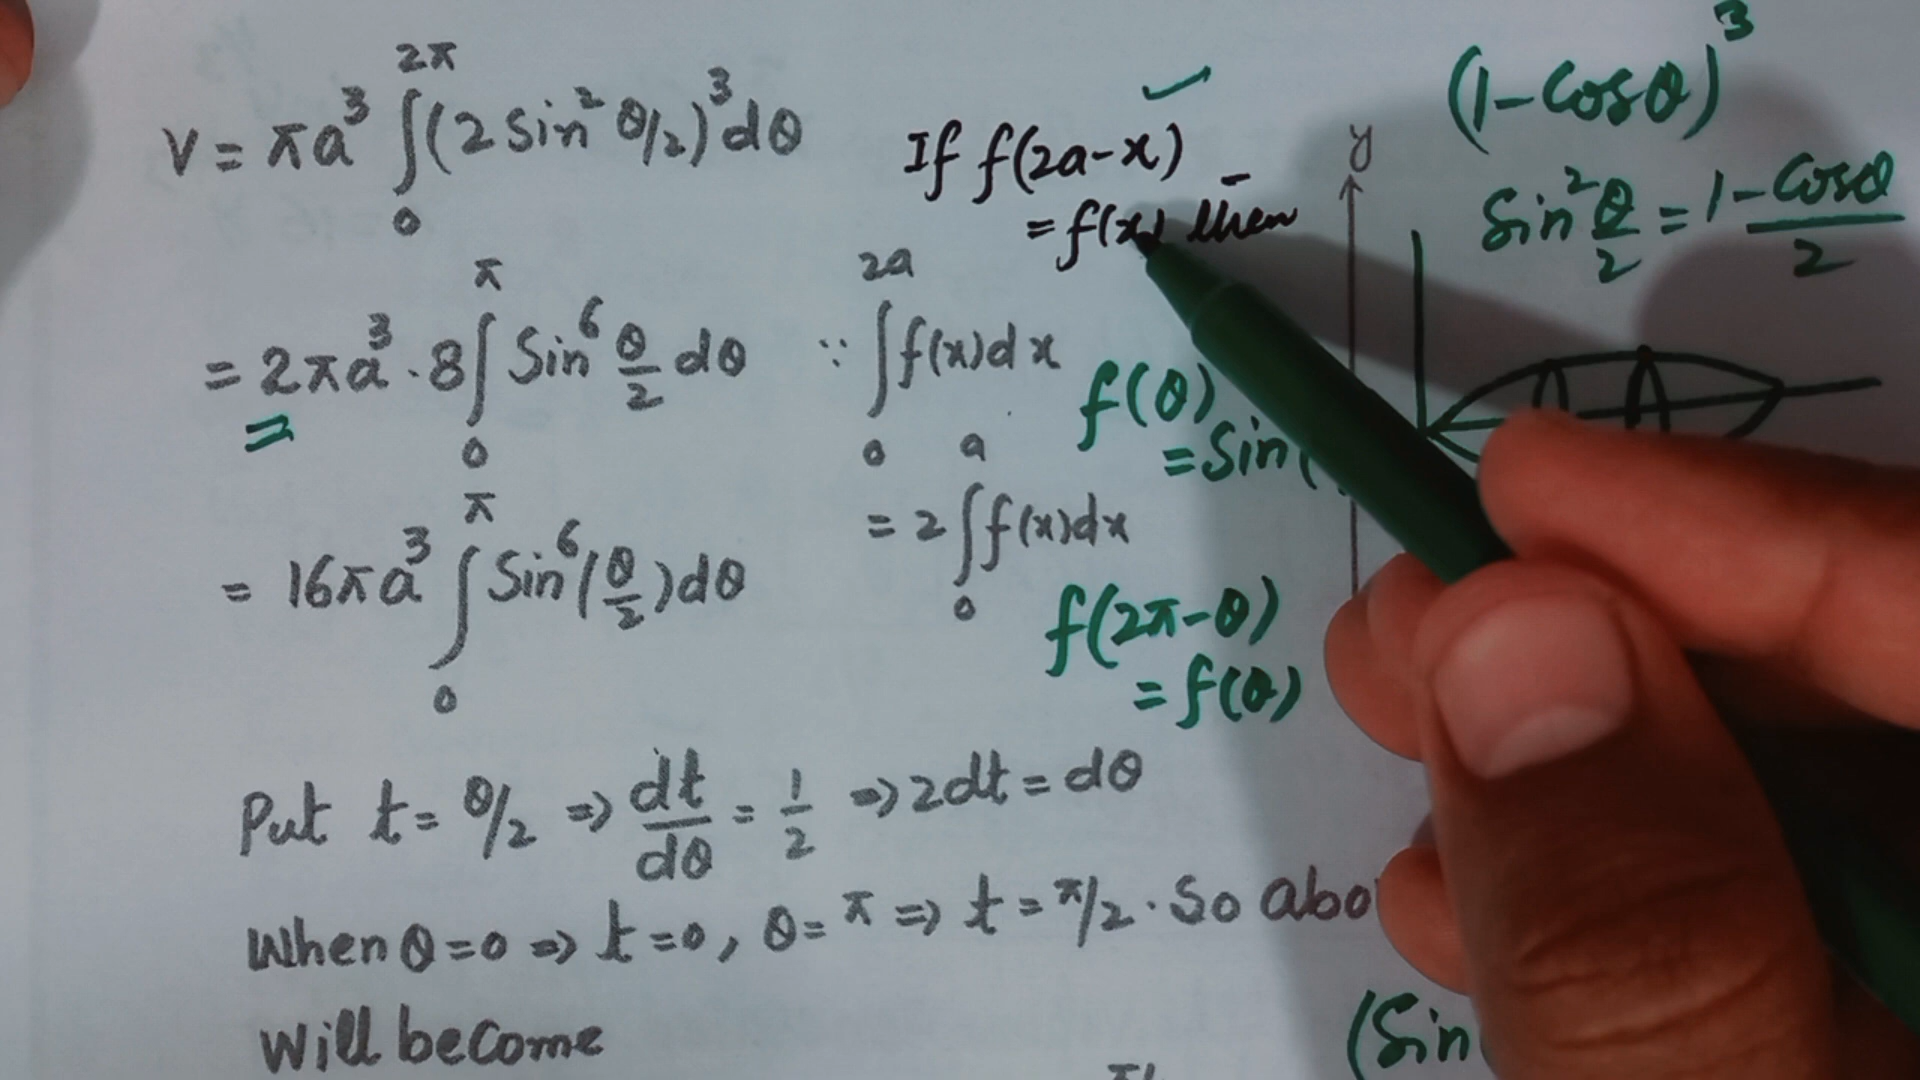 V = πa³ ∫₀^{2π} (2 Sin² θ/2)³ dθ
If f(2a-x)
= f(x) then
(1-Cosθ)³
y
Sin² θ/2 = (1-Cosθ)/2
= 2πa³ · 8 ∫₀^{π} Sin⁶ θ/2 dθ
∵ ∫₀^{2a} f(x)dx
= 2 ∫₀^{a} f(x)dx
f(θ)
= Sin(
= 16πa³ ∫₀^{π} Sin⁶(θ/2)dθ
f(2π-θ)
= f(θ)
Put t = θ/2 ⇒ dt/dθ = 1/2 ⇒ 2dt = dθ
When θ=0 ⇒ t=0, θ=π ⇒ t=π/2. So
will become
(Sin